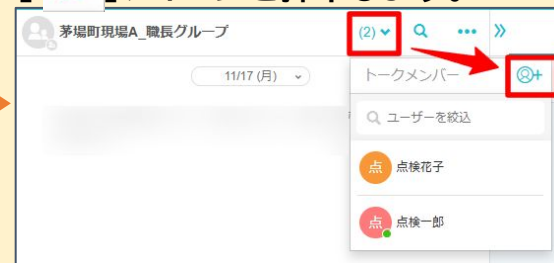 茅場町現場A_職長グループ
(2)
11/17 (月)
トークメンバー
ユーザーを絞込
点 点検花子
点 点検一郎